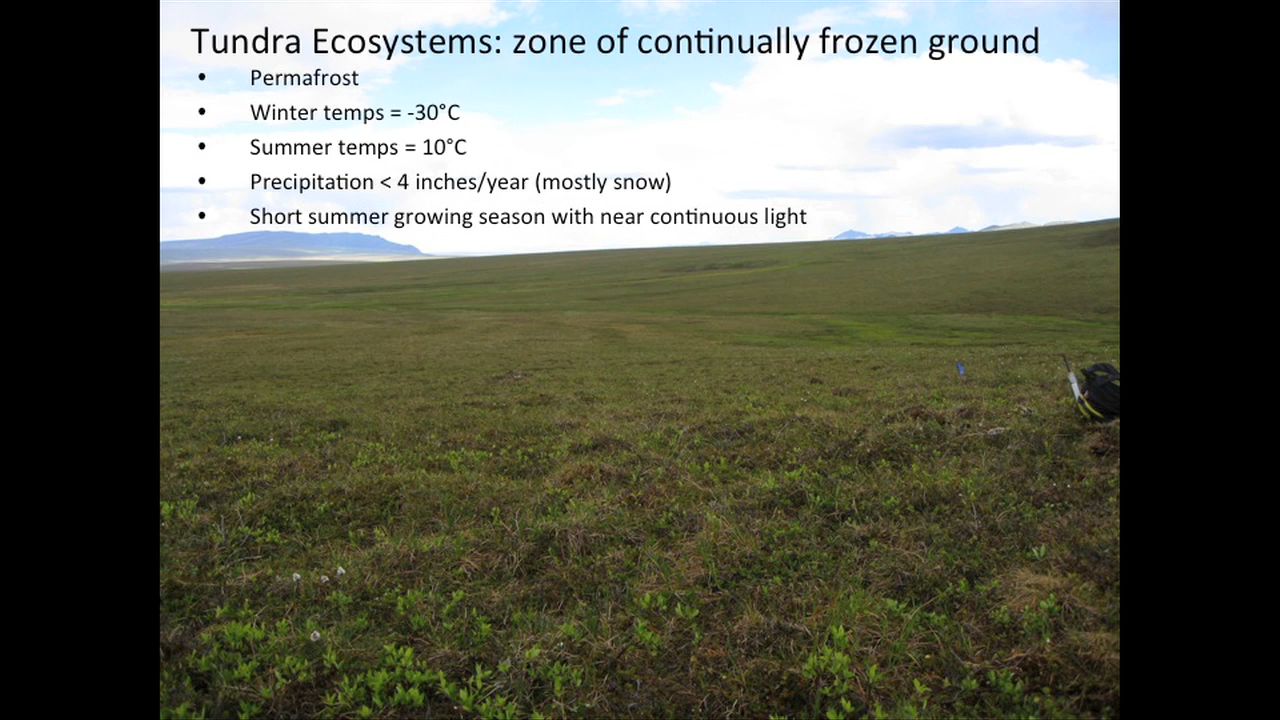 Tundra Ecosystems: zone of continually frozen ground
• Permafrost
• Winter temps = -30°C
• Summer temps = 10°C
• Precipitation < 4 inches/year (mostly snow)
• Short summer growing season with near continuous light